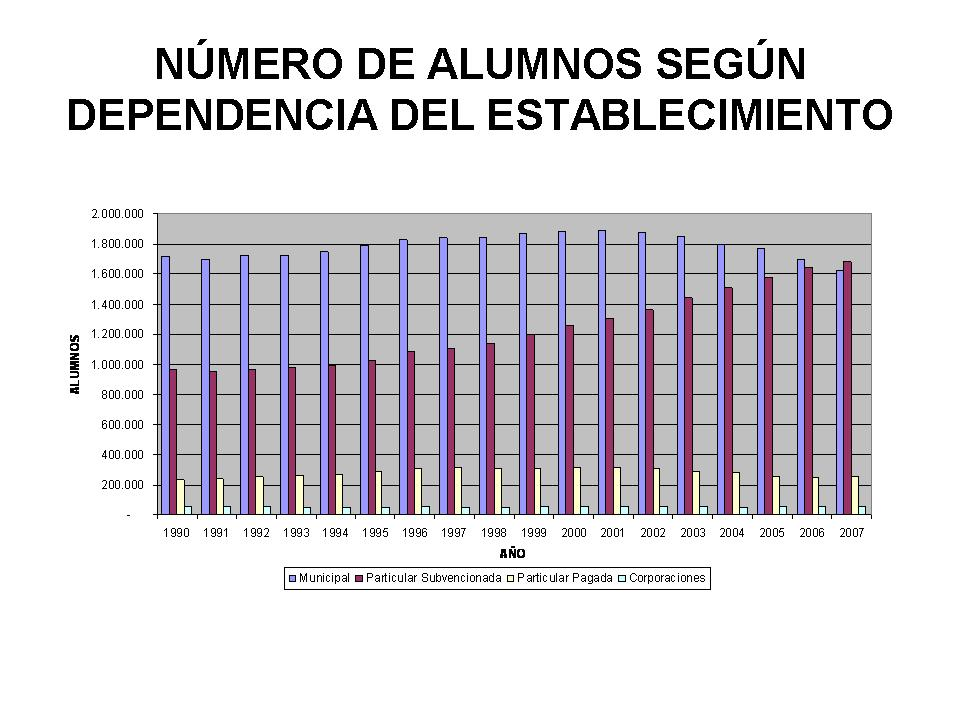 NÚMERO DE ALUMNOS SEGÚN
DEPENDENCIA DEL ESTABLECIMIENTO
2.000.000
1.800.000
1.600.000
1.400.000
1.200.000
1.000.000
800.000
600.000
400.000
200.000
-
ALUMNOS
1990 1991 1992 1993 1994 1995 1996 1997 1998 1999 2000 2001 2002 2003 2004 2005 2006 2007
AÑO
Municipal Particular Subvencionada Particular Pagada Corporaciones